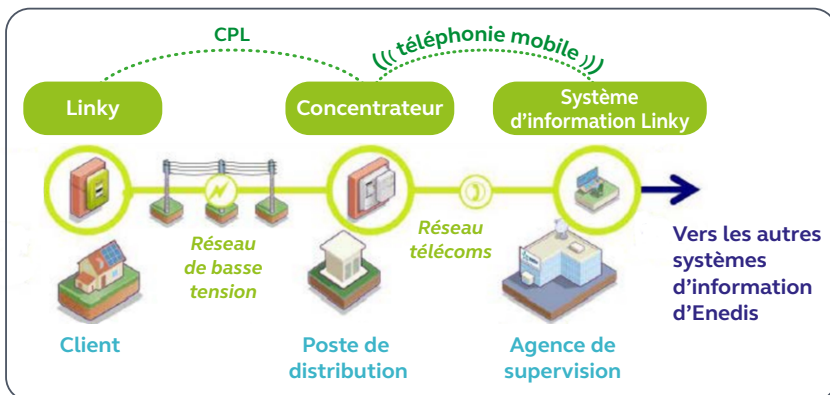 CPL
((( téléphonie mobile )))
Linky
Concentrateur
Système
d'information Linky
Réseau
de basse
tension
Réseau
télécoms
Vers les autres
systèmes
d'information
d'Enedis
Client
Poste de
distribution
Agence de
supervision